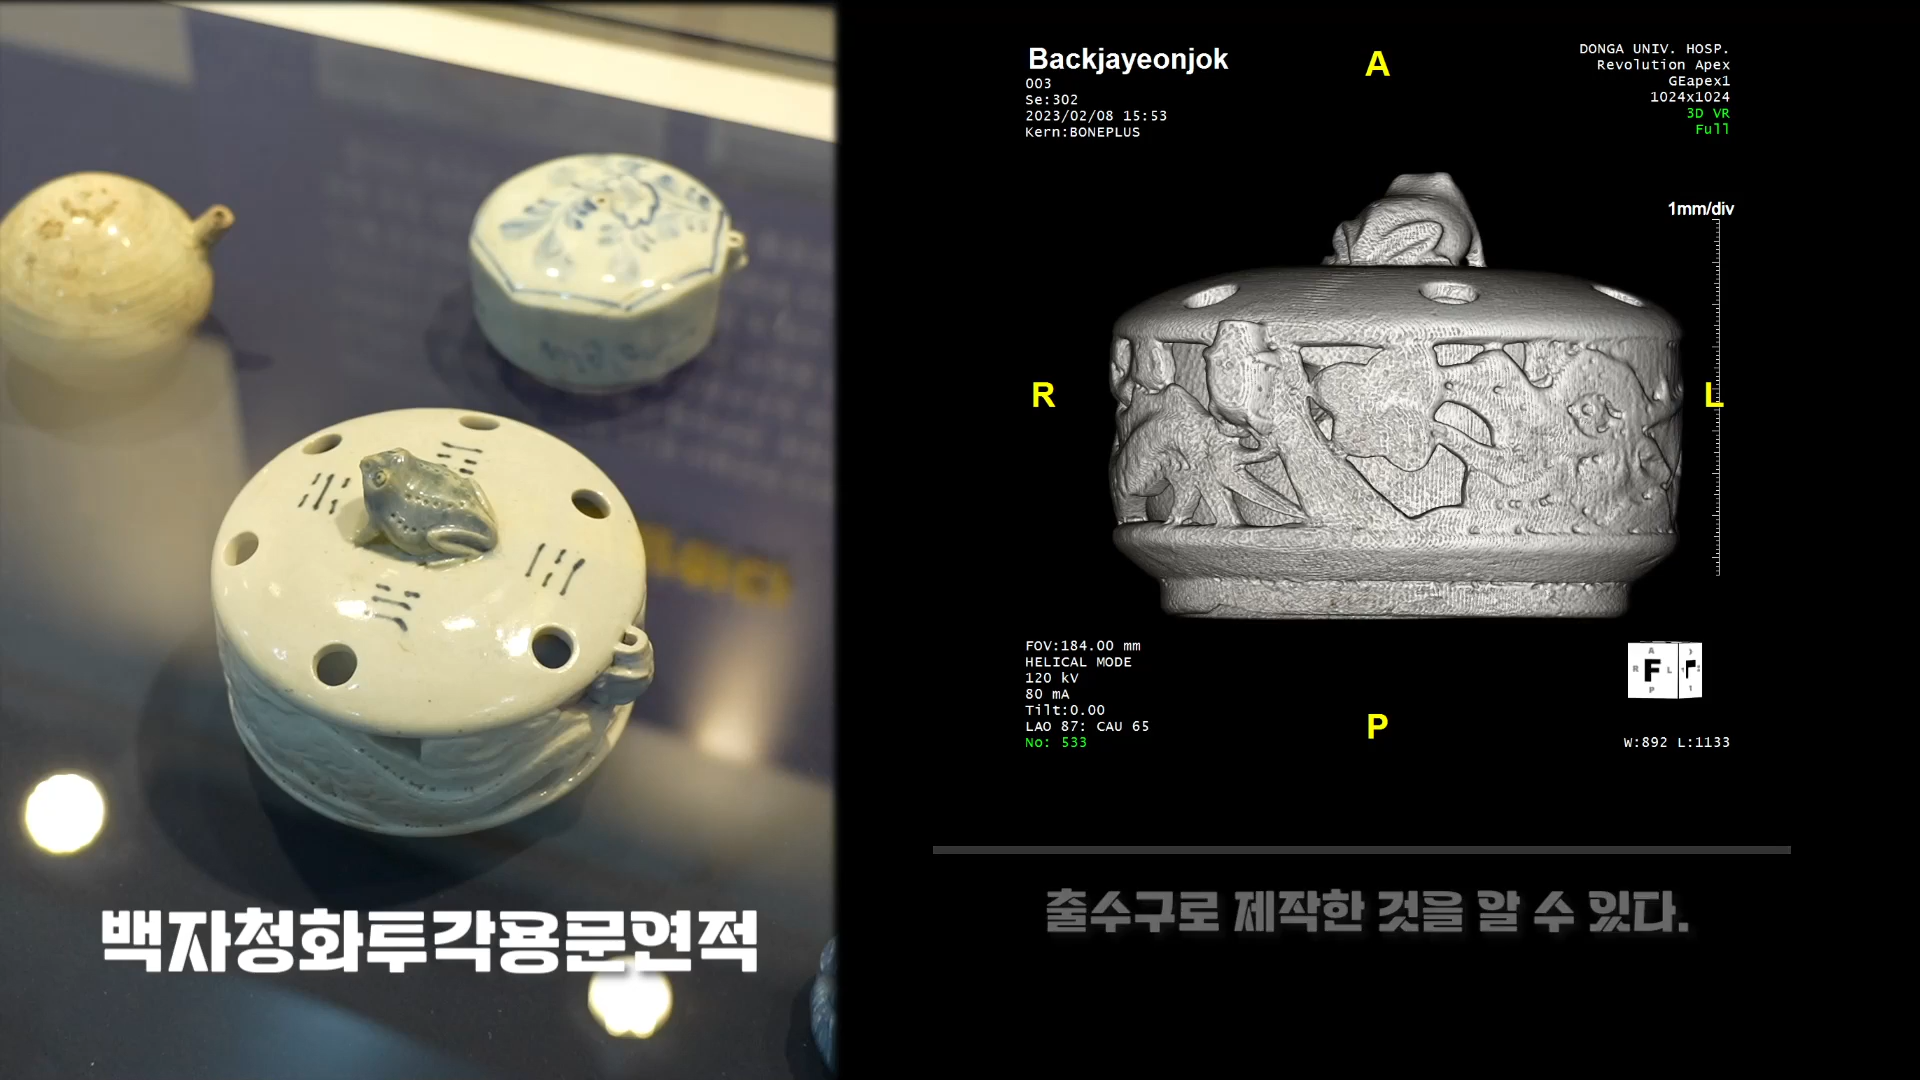 백자청화투각용문연적
Backjayeonjok
003
Se:302
2023/02/08 15:53
Kern:BONEPLUS
A
DONGA UNIV. HOSP.
Revolution Apex
GEapex1
1024x1024
3D VR
Full
1mm/div
R
L
FOV:184.00 mm
HELICAL MODE
120 kV
80 mA
Tilt:0.00
LAO 87: CAU 65
No: 533
P
A
R F L
P
W:892 L:1133
출수구로 제작한 것을 알 수 있다.